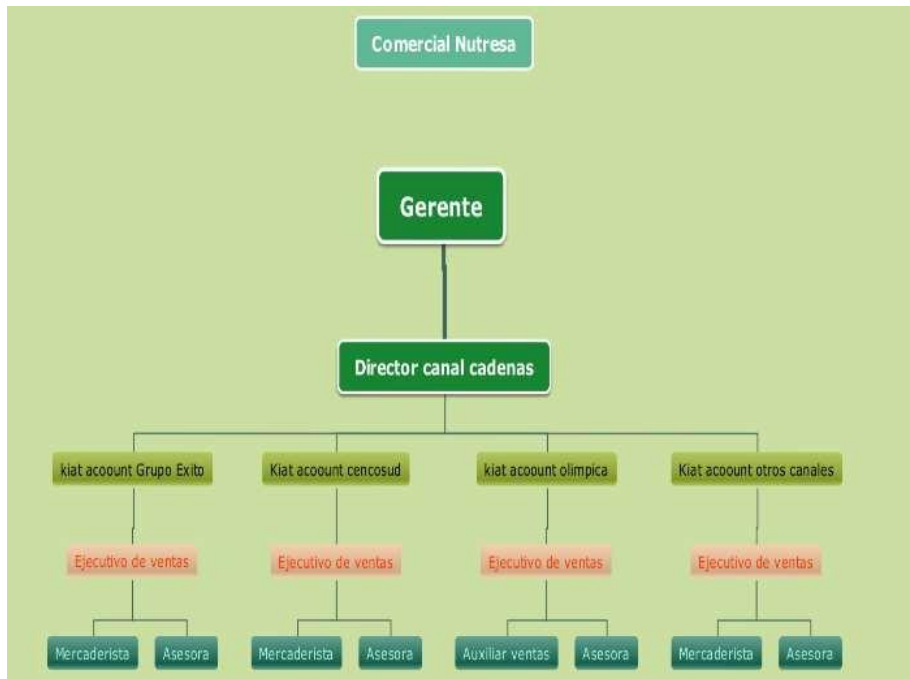 Comercial Nutresa
Gerente
Director canal cadenas
kiat acoount Grupo Exito
Kiat acoount cencosud
kiat acoount olimpica
Kiat acoount otros canales
Ejecutivo de ventas
Ejecutivo de ventas
Ejecutivo de ventas
Ejecutivo de ventas
Mercaderista
Asesora
Mercaderista
Asesora
Auxiliar ventas
Asesora
Mercaderista
Asesora